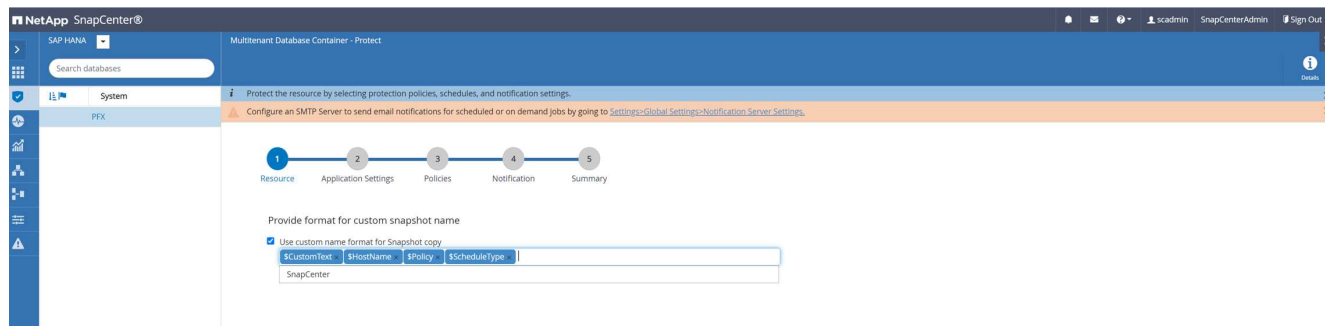 NetApp SnapCenter®
scadmin SnapCenterAdmin Sign Out
SAP HANA
Multitenant Database Container - Protect
Search databases
Details
System
Protect the resource by selecting protection policies, schedules, and notification settings.
PFX
Configure an SMTP Server to send email notifications for scheduled or on demand jobs by going to Settings>Global Settings>Notification Server Settings.
1 2 3 4 5
Resource Application Settings Policies Notification Summary
Provide format for custom snapshot name
Use custom name format for Snapshot copy
$CustomText × $HostName × $Policy × $ScheduleType ×
SnapCenter